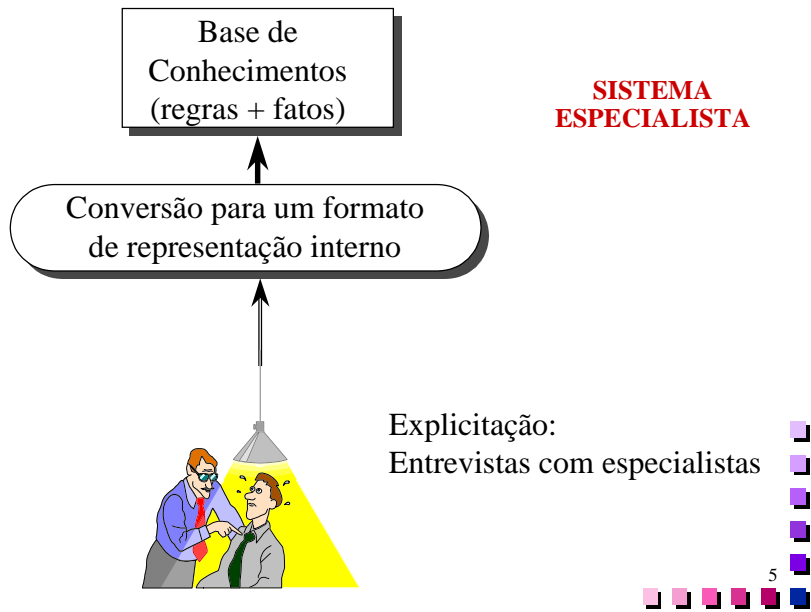 Base de
Conhecimentos
(regras + fatos)
SISTEMA
ESPECIALISTA
Conversão para um formato
de representação interno
Explicitação:
Entrevistas com especialistas
5